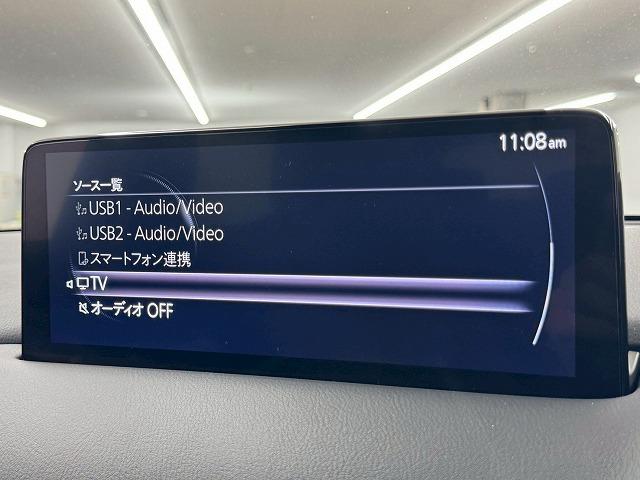 11:08am
ソース一覧
USB1 - Audio/Video
USB2 - Audio/Video
スマートフォン連携
TV
オーディオ OFF